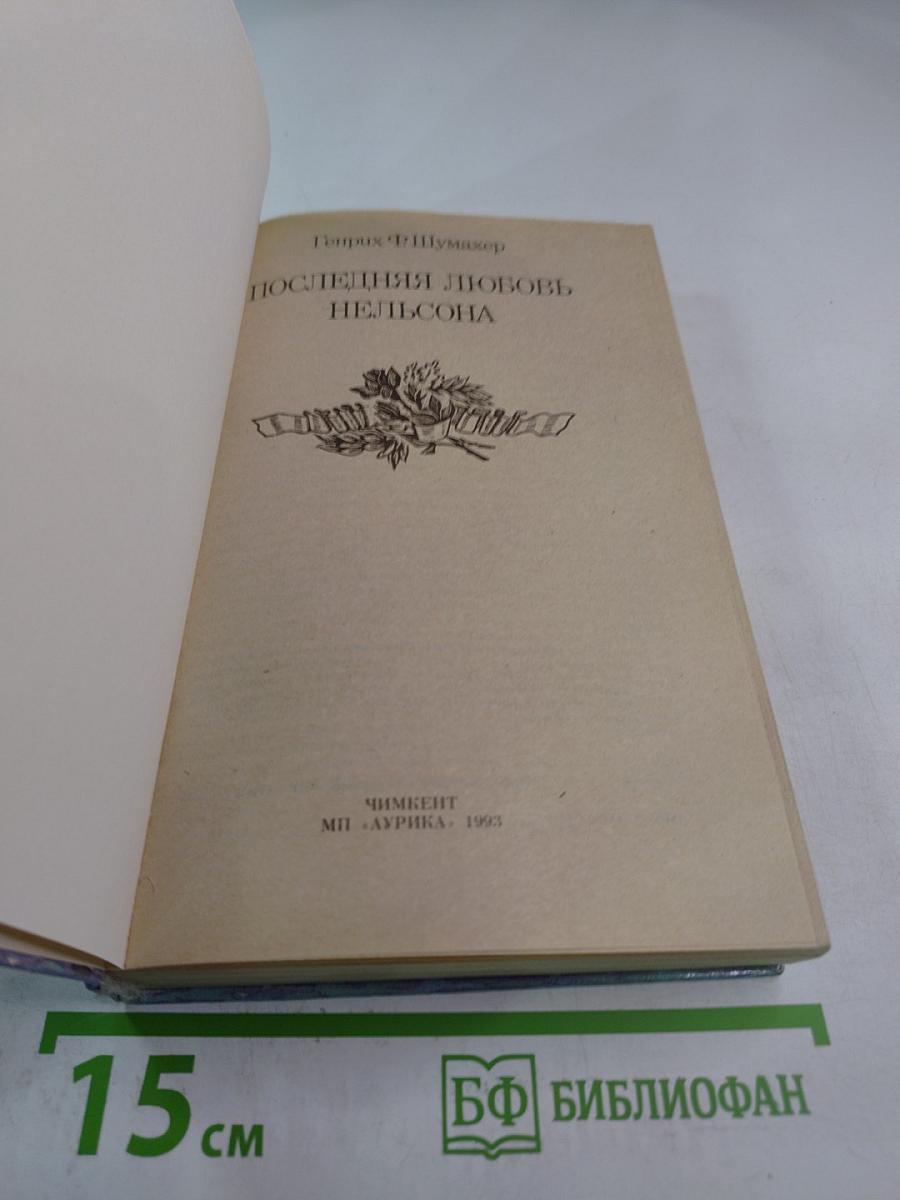 Генрих Ф. Шумахер
ПОСЛЕДНЯЯ ЛЮБОВЬ
НЕЛЬСОНА
ЧИМКЕНТ
МП «АУРИКА» 1993
15 см
БФ БИБЛИОФАН